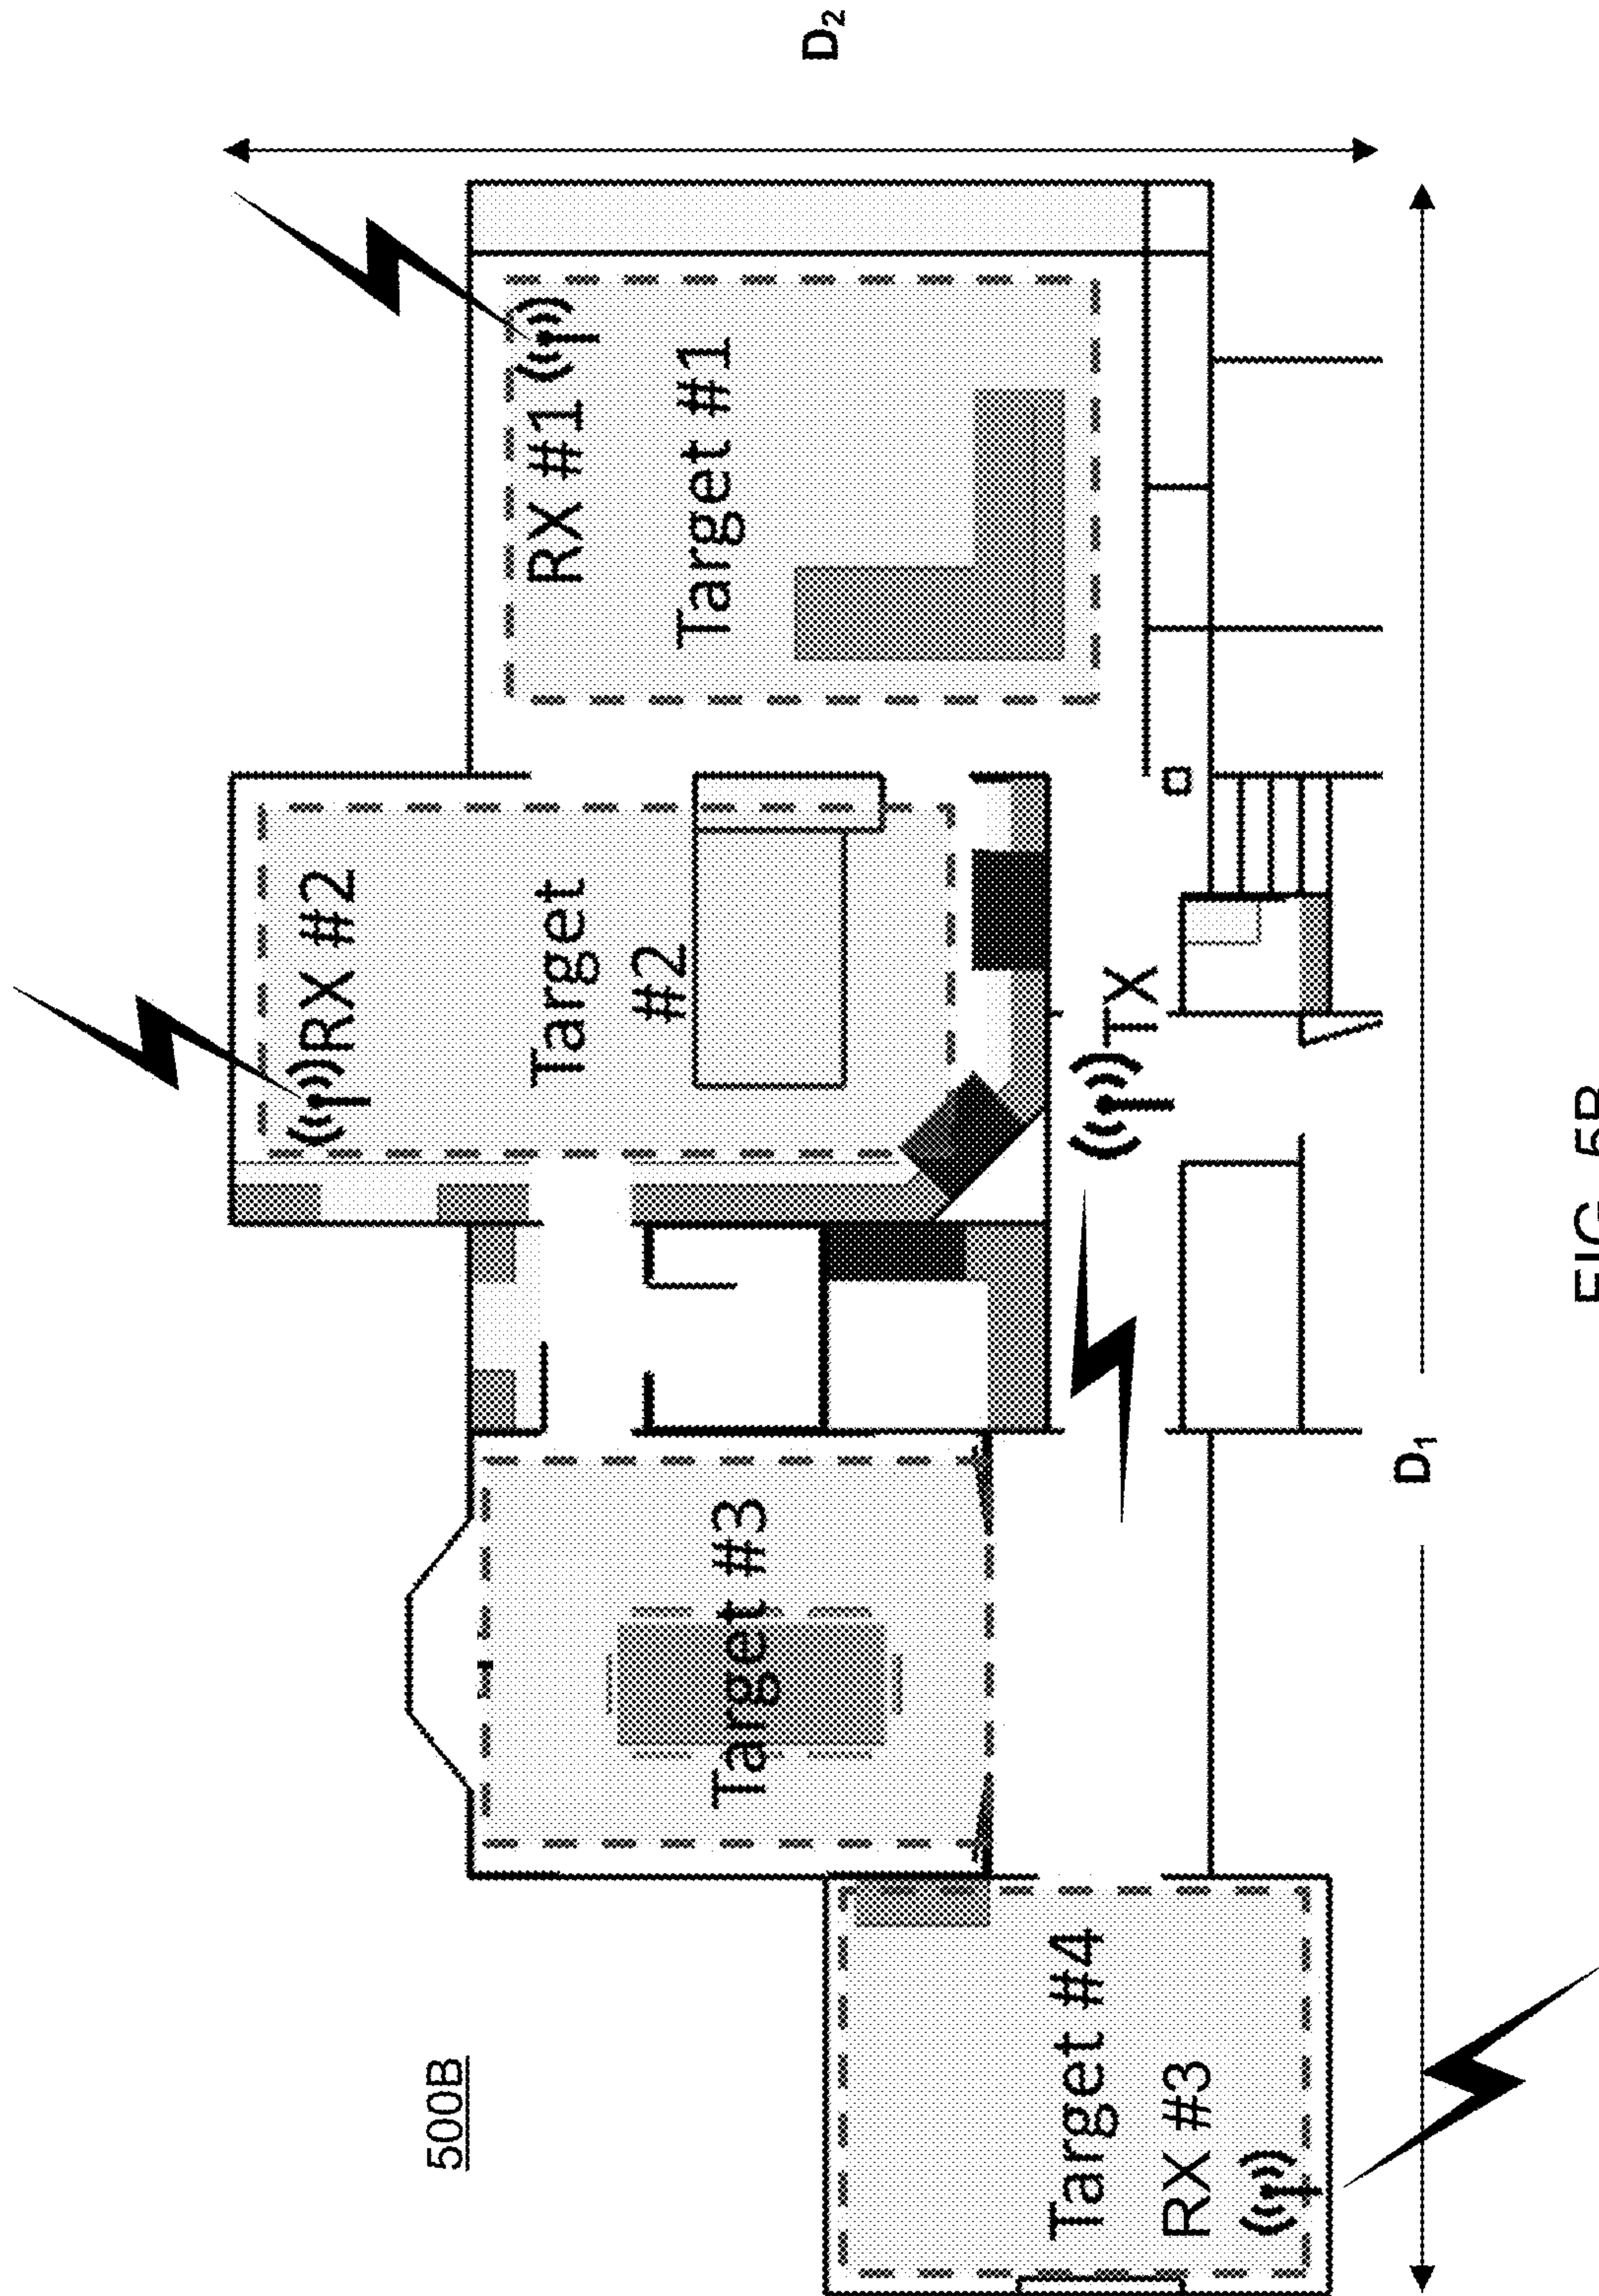 500B
RX #2
RX #1
Target
#2
Target #1
Target #3
Target #4
RX #3
TX
D₂
D₁
FIG. 5B